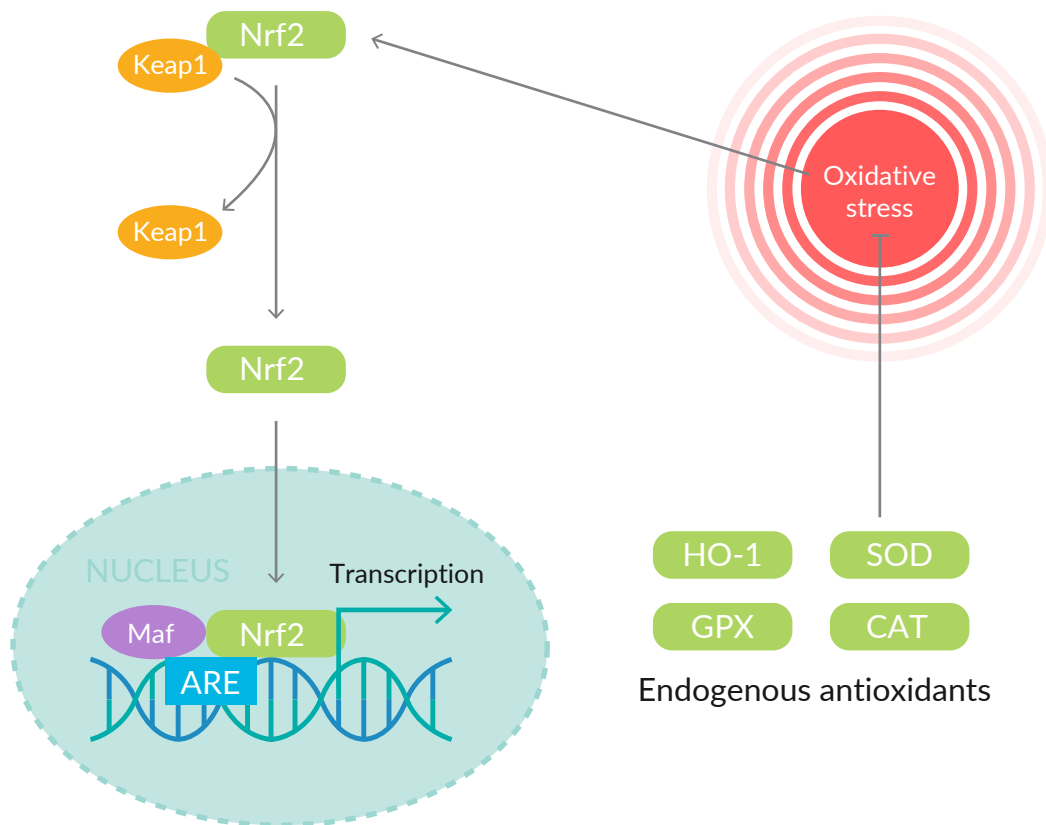 Nrf2
Keap1
Oxidative
stress
Keap1
Nrf2
NUCLEUS
Transcription
Maf
Nrf2
ARE
HO-1
SOD
GPX
CAT
Endogenous antioxidants